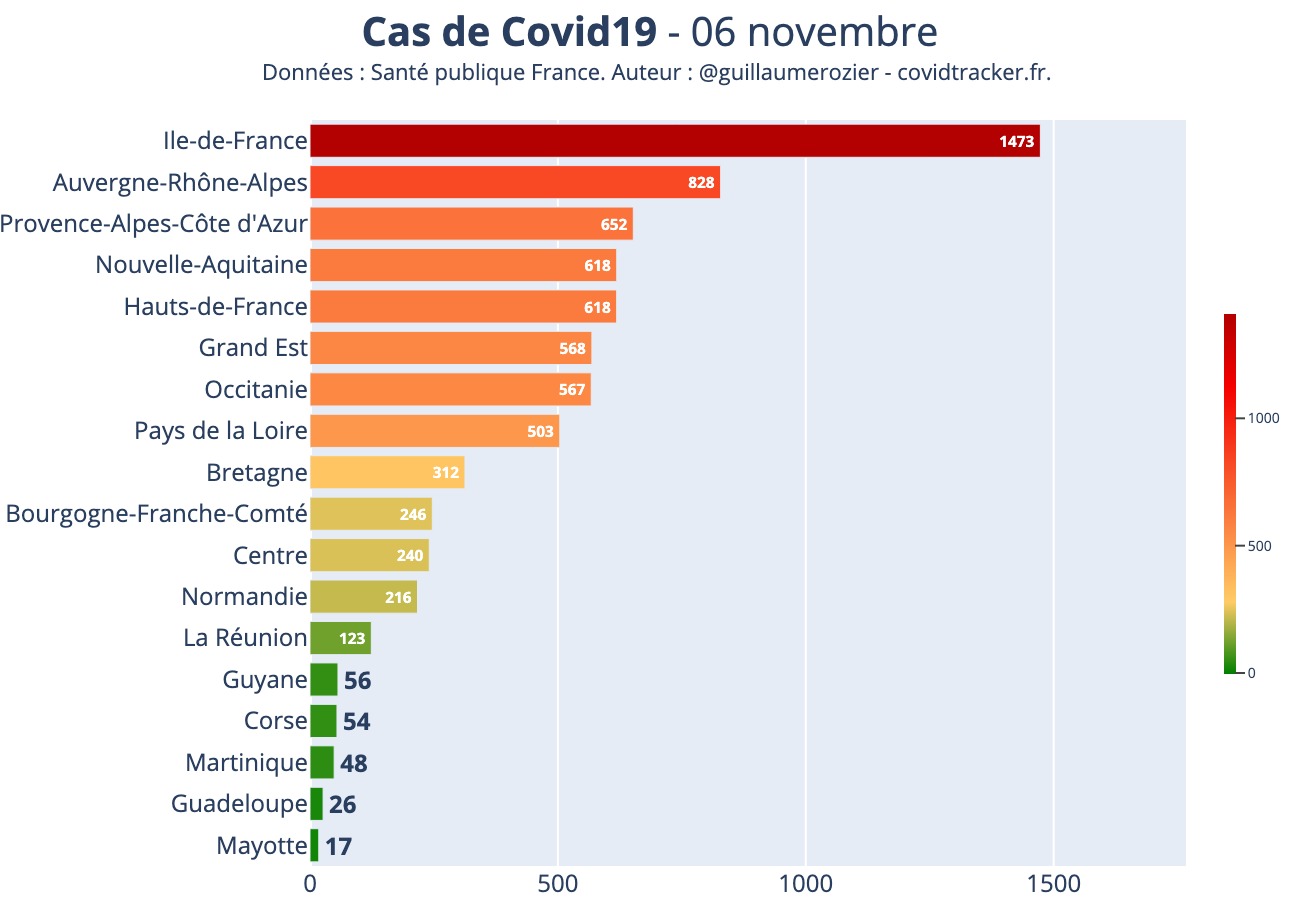 Cas de Covid19 - 06 novembre
Données : Santé publique France. Auteur : @guillaumerozier - covidtracker.fr.
Ile-de-France 1473
Auvergne-Rhône-Alpes 828
Provence-Alpes-Côte d'Azur 652
Nouvelle-Aquitaine 618
Hauts-de-France 618
Grand Est 568
Occitanie 567
Pays de la Loire 503
Bretagne 312
Bourgogne-Franche-Comté 246
Centre 240
Normandie 216
La Réunion 123
Guyane 56
Corse 54
Martinique 48
Guadeloupe 26
Mayotte 17
0 500 1000 1500
1000
500
0